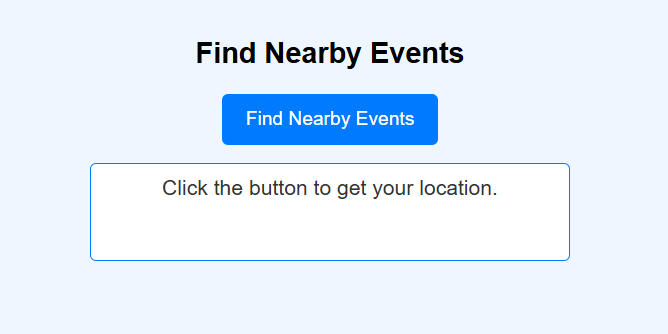 Find Nearby Events
Find Nearby Events
Click the button to get your location.